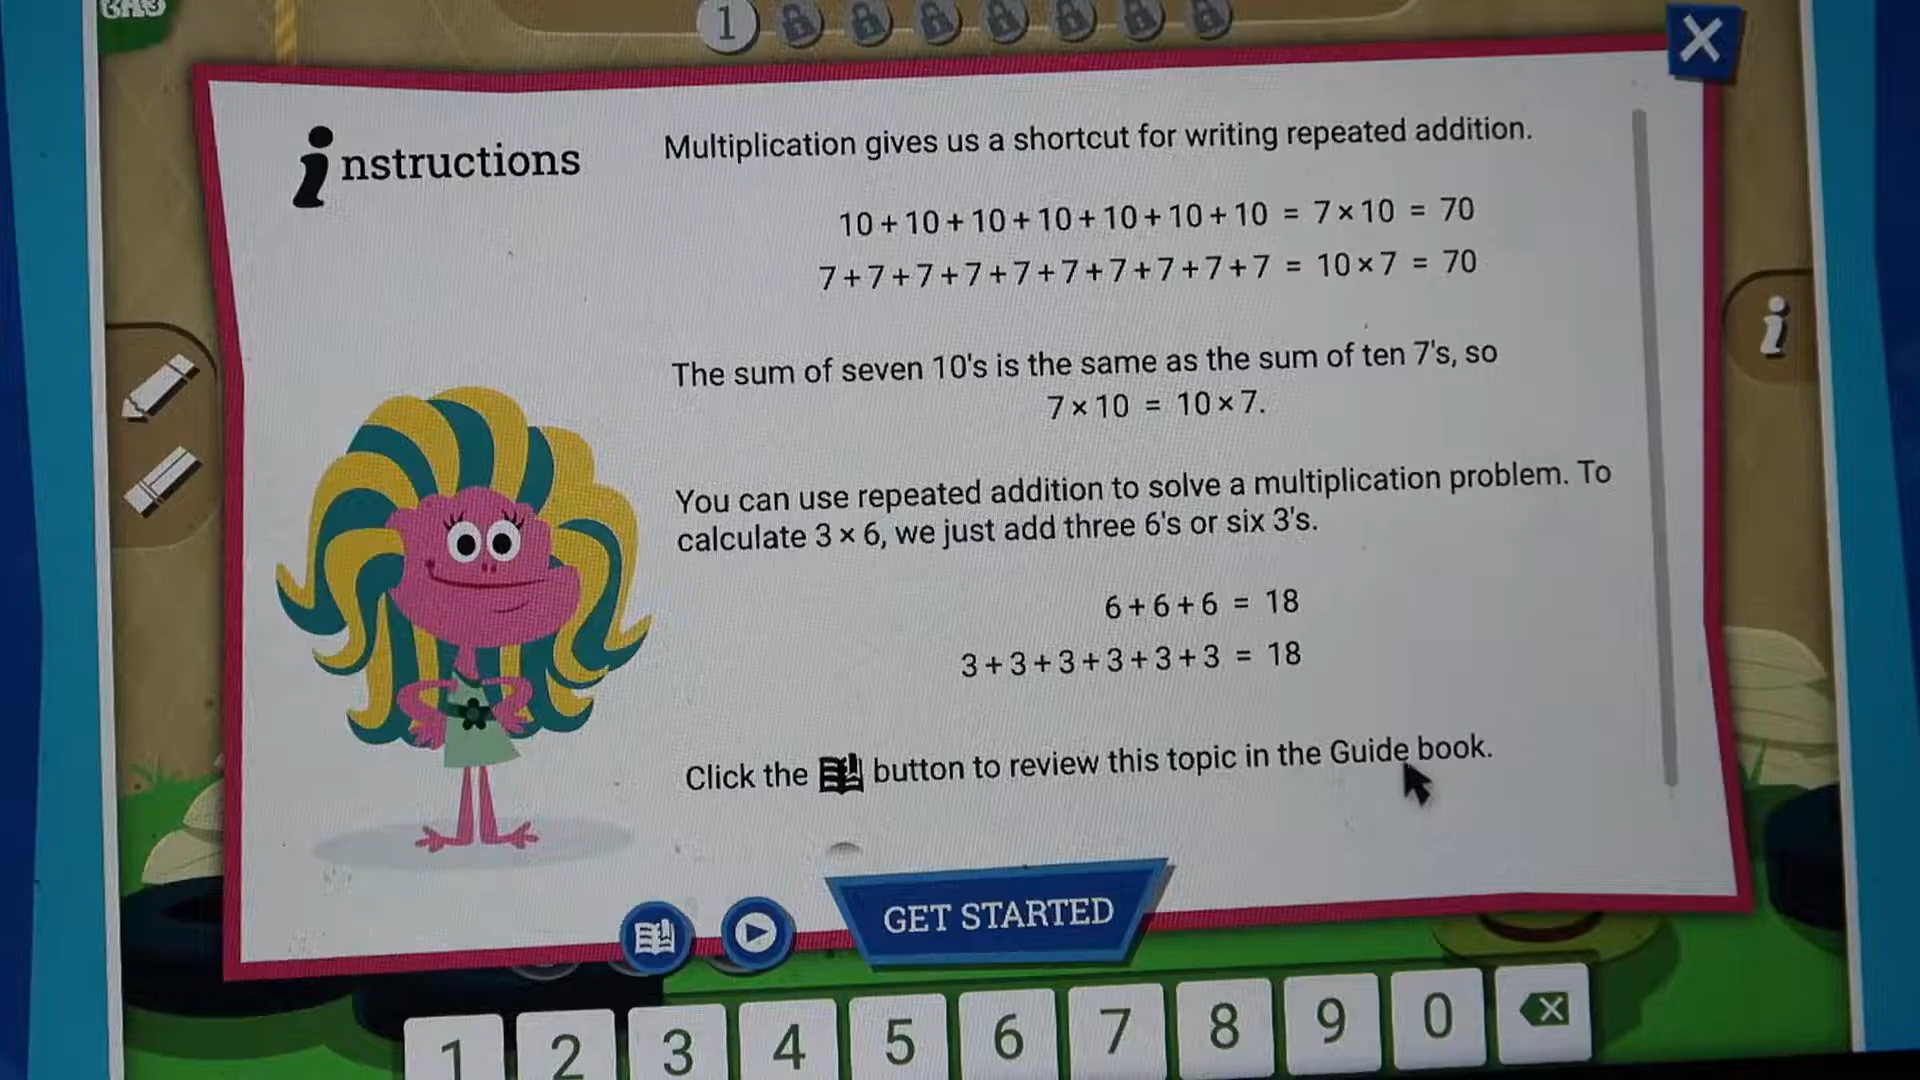 1
instructions
Multiplication gives us a shortcut for writing repeated addition.
10 + 10 + 10 + 10 + 10 + 10 + 10 = 7 × 10 = 70
7 + 7 + 7 + 7 + 7 + 7 + 7 + 7 + 7 + 7 = 10 × 7 = 70
The sum of seven 10's is the same as the sum of ten 7's, so
7 × 10 = 10 × 7.
You can use repeated addition to solve a multiplication problem. To
calculate 3 × 6, we just add three 6's or six 3's.
6 + 6 + 6 = 18
3 + 3 + 3 + 3 + 3 + 3 = 18
Click the button to review this topic in the Guide book.
i
GET STARTED
1 2 3 4 5 6 7 8 9 0